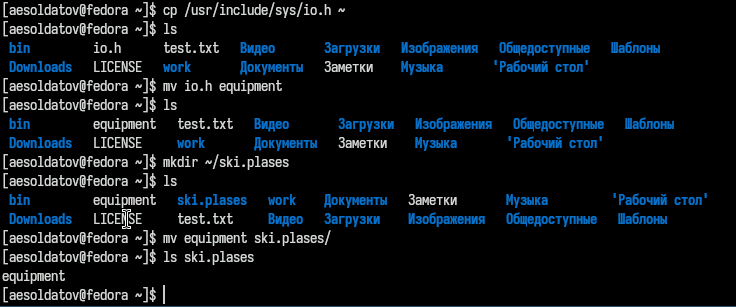 [aesoldatov@fedora ~]$ cp /usr/include/sys/io.h ~
[aesoldatov@fedora ~]$ ls
bin io.h test.txt Видео Загрузки Изображения Общедоступные Шаблоны
Downloads LICENSE work Документы Заметки Музыка 'Рабочий стол'
[aesoldatov@fedora ~]$ mv io.h equipment
[aesoldatov@fedora ~]$ ls
bin equipment test.txt Видео Загрузки Изображения Общедоступные Шаблоны
Downloads LICENSE work Документы Заметки Музыка 'Рабочий стол'
[aesoldatov@fedora ~]$ mkdir ~/ski.plases
[aesoldatov@fedora ~]$ ls
bin equipment ski.plases work Документы Заметки Музыка 'Рабочий стол'
Downloads LICENSE test.txt Видео Загрузки Изображения Общедоступные Шаблоны
[aesoldatov@fedora ~]$ mv equipment ski.plases/
[aesoldatov@fedora ~]$ ls ski.plases
equipment
[aesoldatov@fedora ~]$